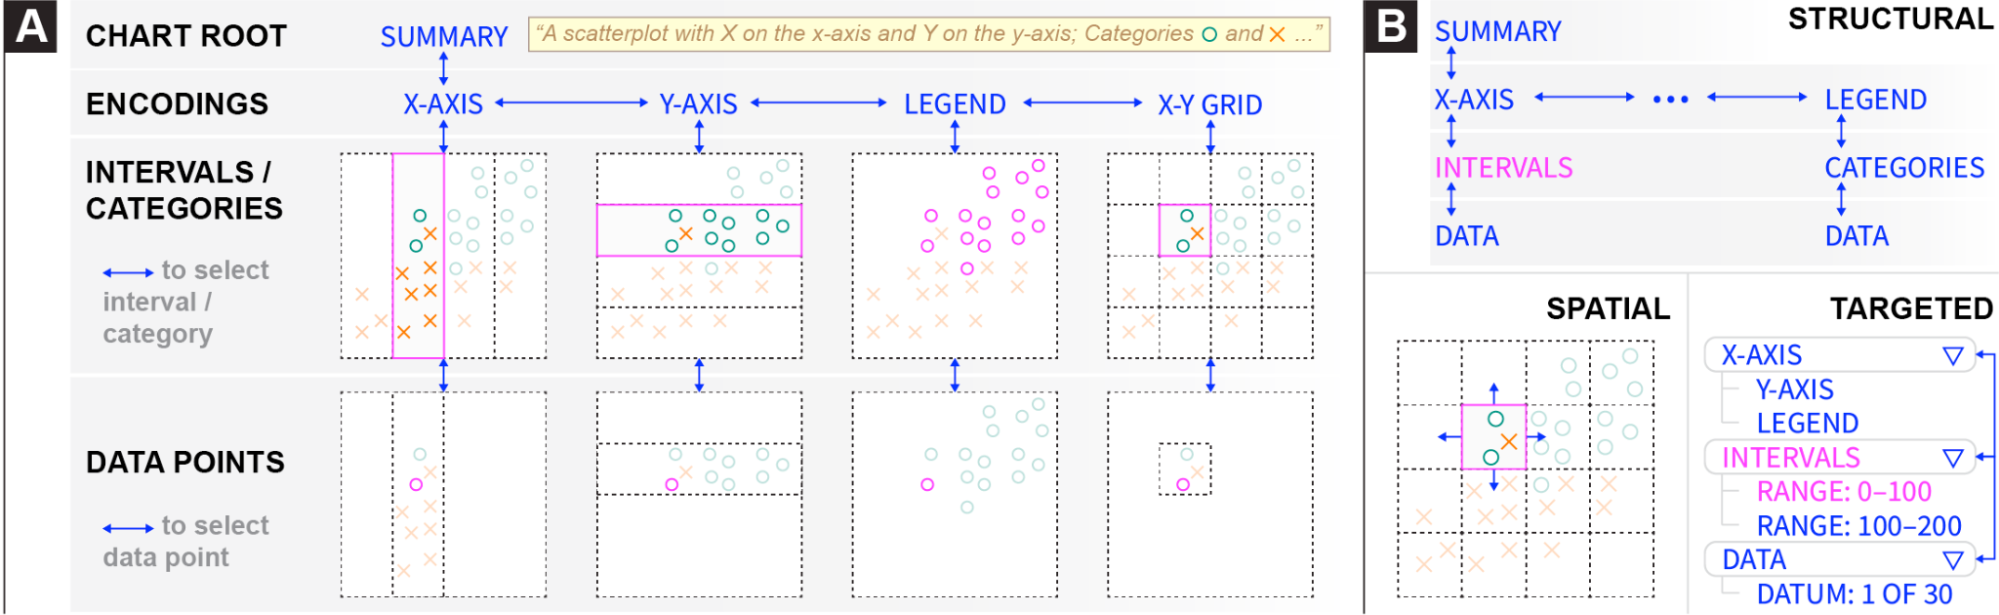 A
CHART ROOT
SUMMARY
“A scatterplot with X on the x-axis and Y on the y-axis; Categories O and × ...”
ENCODINGS
X-AXIS
Y-AXIS
LEGEND
X-Y GRID
INTERVALS /
CATEGORIES
to select
interval /
category
DATA POINTS
to select
data point
B
STRUCTURAL
SUMMARY
X-AXIS
...
LEGEND
INTERVALS
CATEGORIES
DATA
DATA
SPATIAL
TARGETED
X-AXIS
Y-AXIS
LEGEND
INTERVALS
RANGE: 0–100
RANGE: 100–200
DATA
DATUM: 1 OF 30